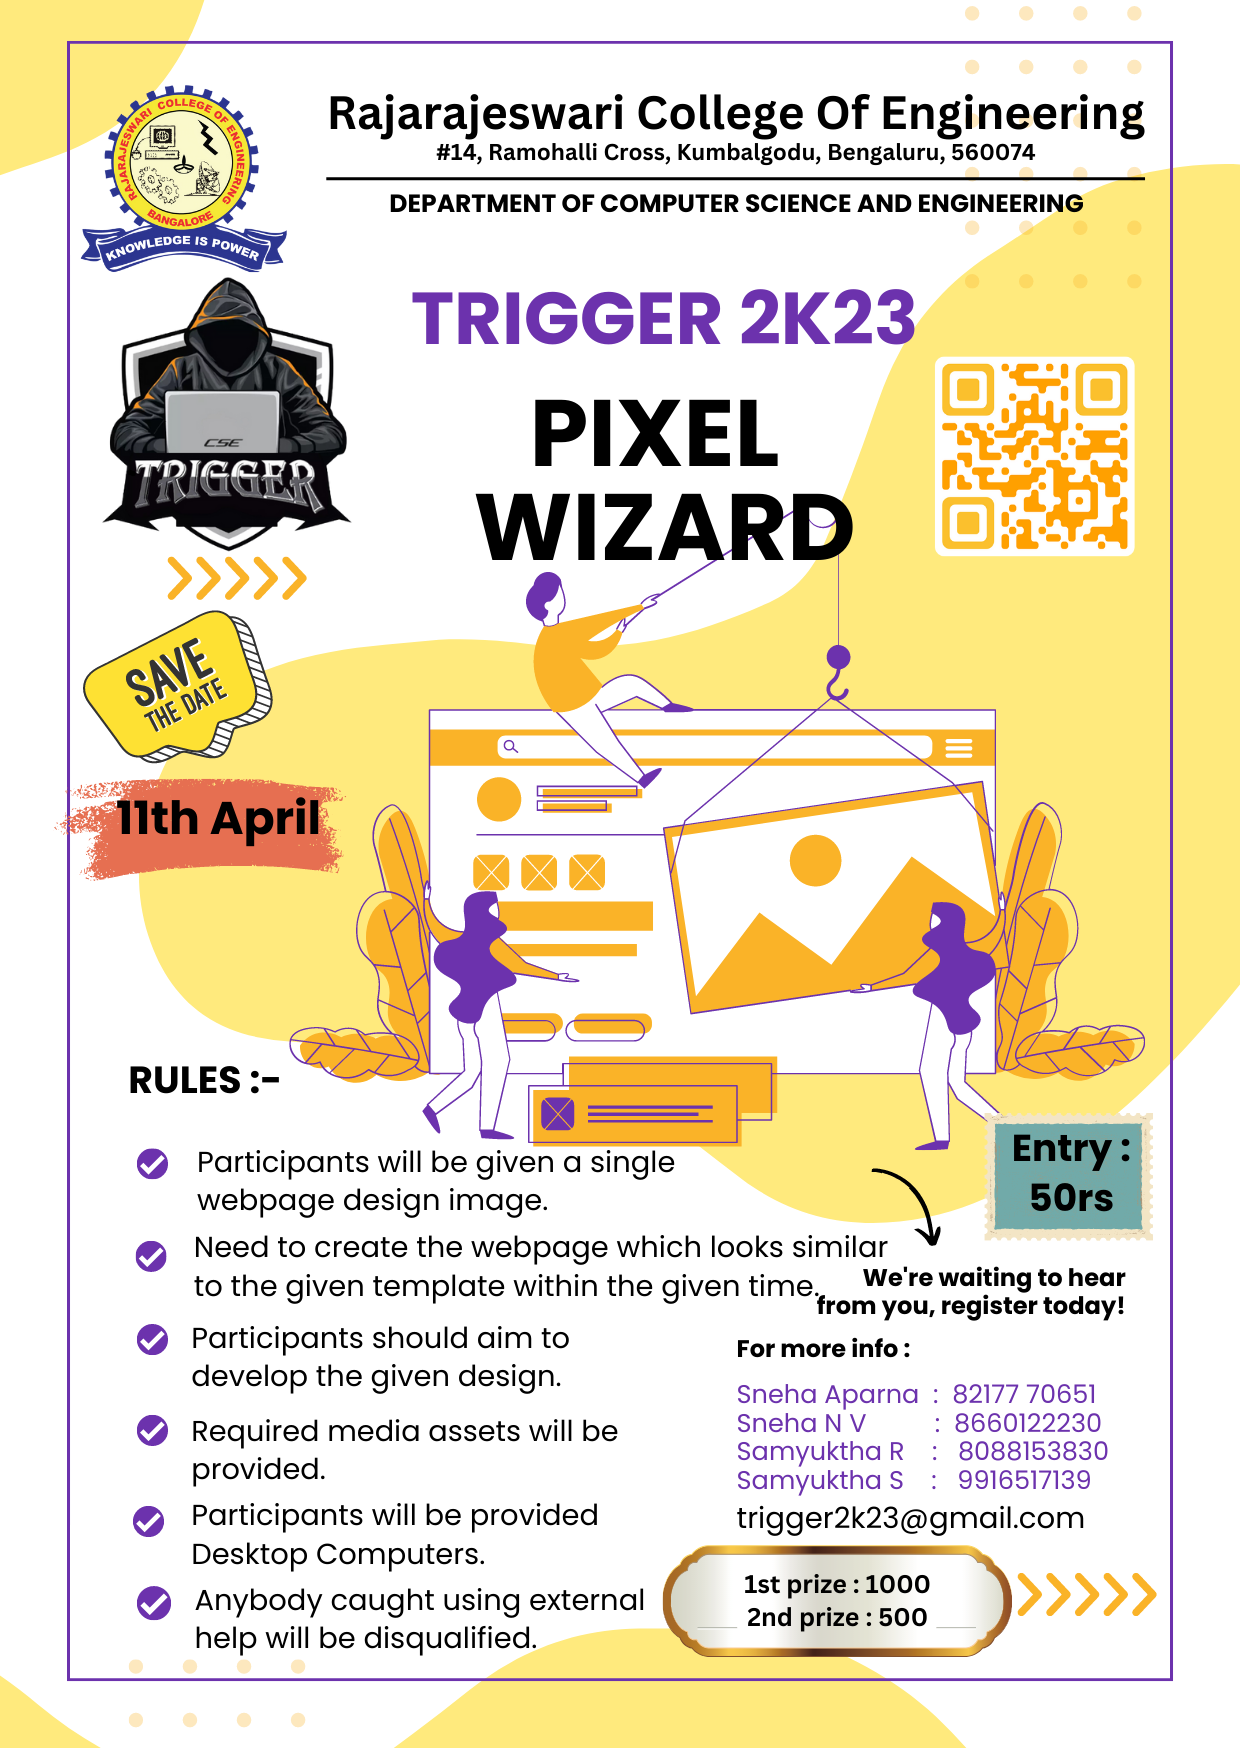 RAJARAJESWARI COLLEGE OF ENGINEERING
BANGALORE
KNOWLEDGE IS POWER
Rajarajeswari College Of Engineering
#14, Ramohalli Cross, Kumbalgodu, Bengaluru, 560074
DEPARTMENT OF COMPUTER SCIENCE AND ENGINEERING
TRIGGER 2K23
CSE
TRIGGER
PIXEL
WIZARD
SAVE
THE DATE
11th April
RULES :-
Participants will be given a single
webpage design image.
Need to create the webpage which looks similar
to the given template within the given time.
Participants should aim to
develop the given design.
Required media assets will be
provided.
Participants will be provided
Desktop Computers.
Anybody caught using external
help will be disqualified.
Entry :
50rs
We're waiting to hear
from you, register today!
For more info :
Sneha Aparna : 82177 70651
Sneha N V : 8660122230
Samyuktha R : 8088153830
Samyuktha S : 9916517139
trigger2k23@gmail.com
1st prize : 1000
2nd prize : 500